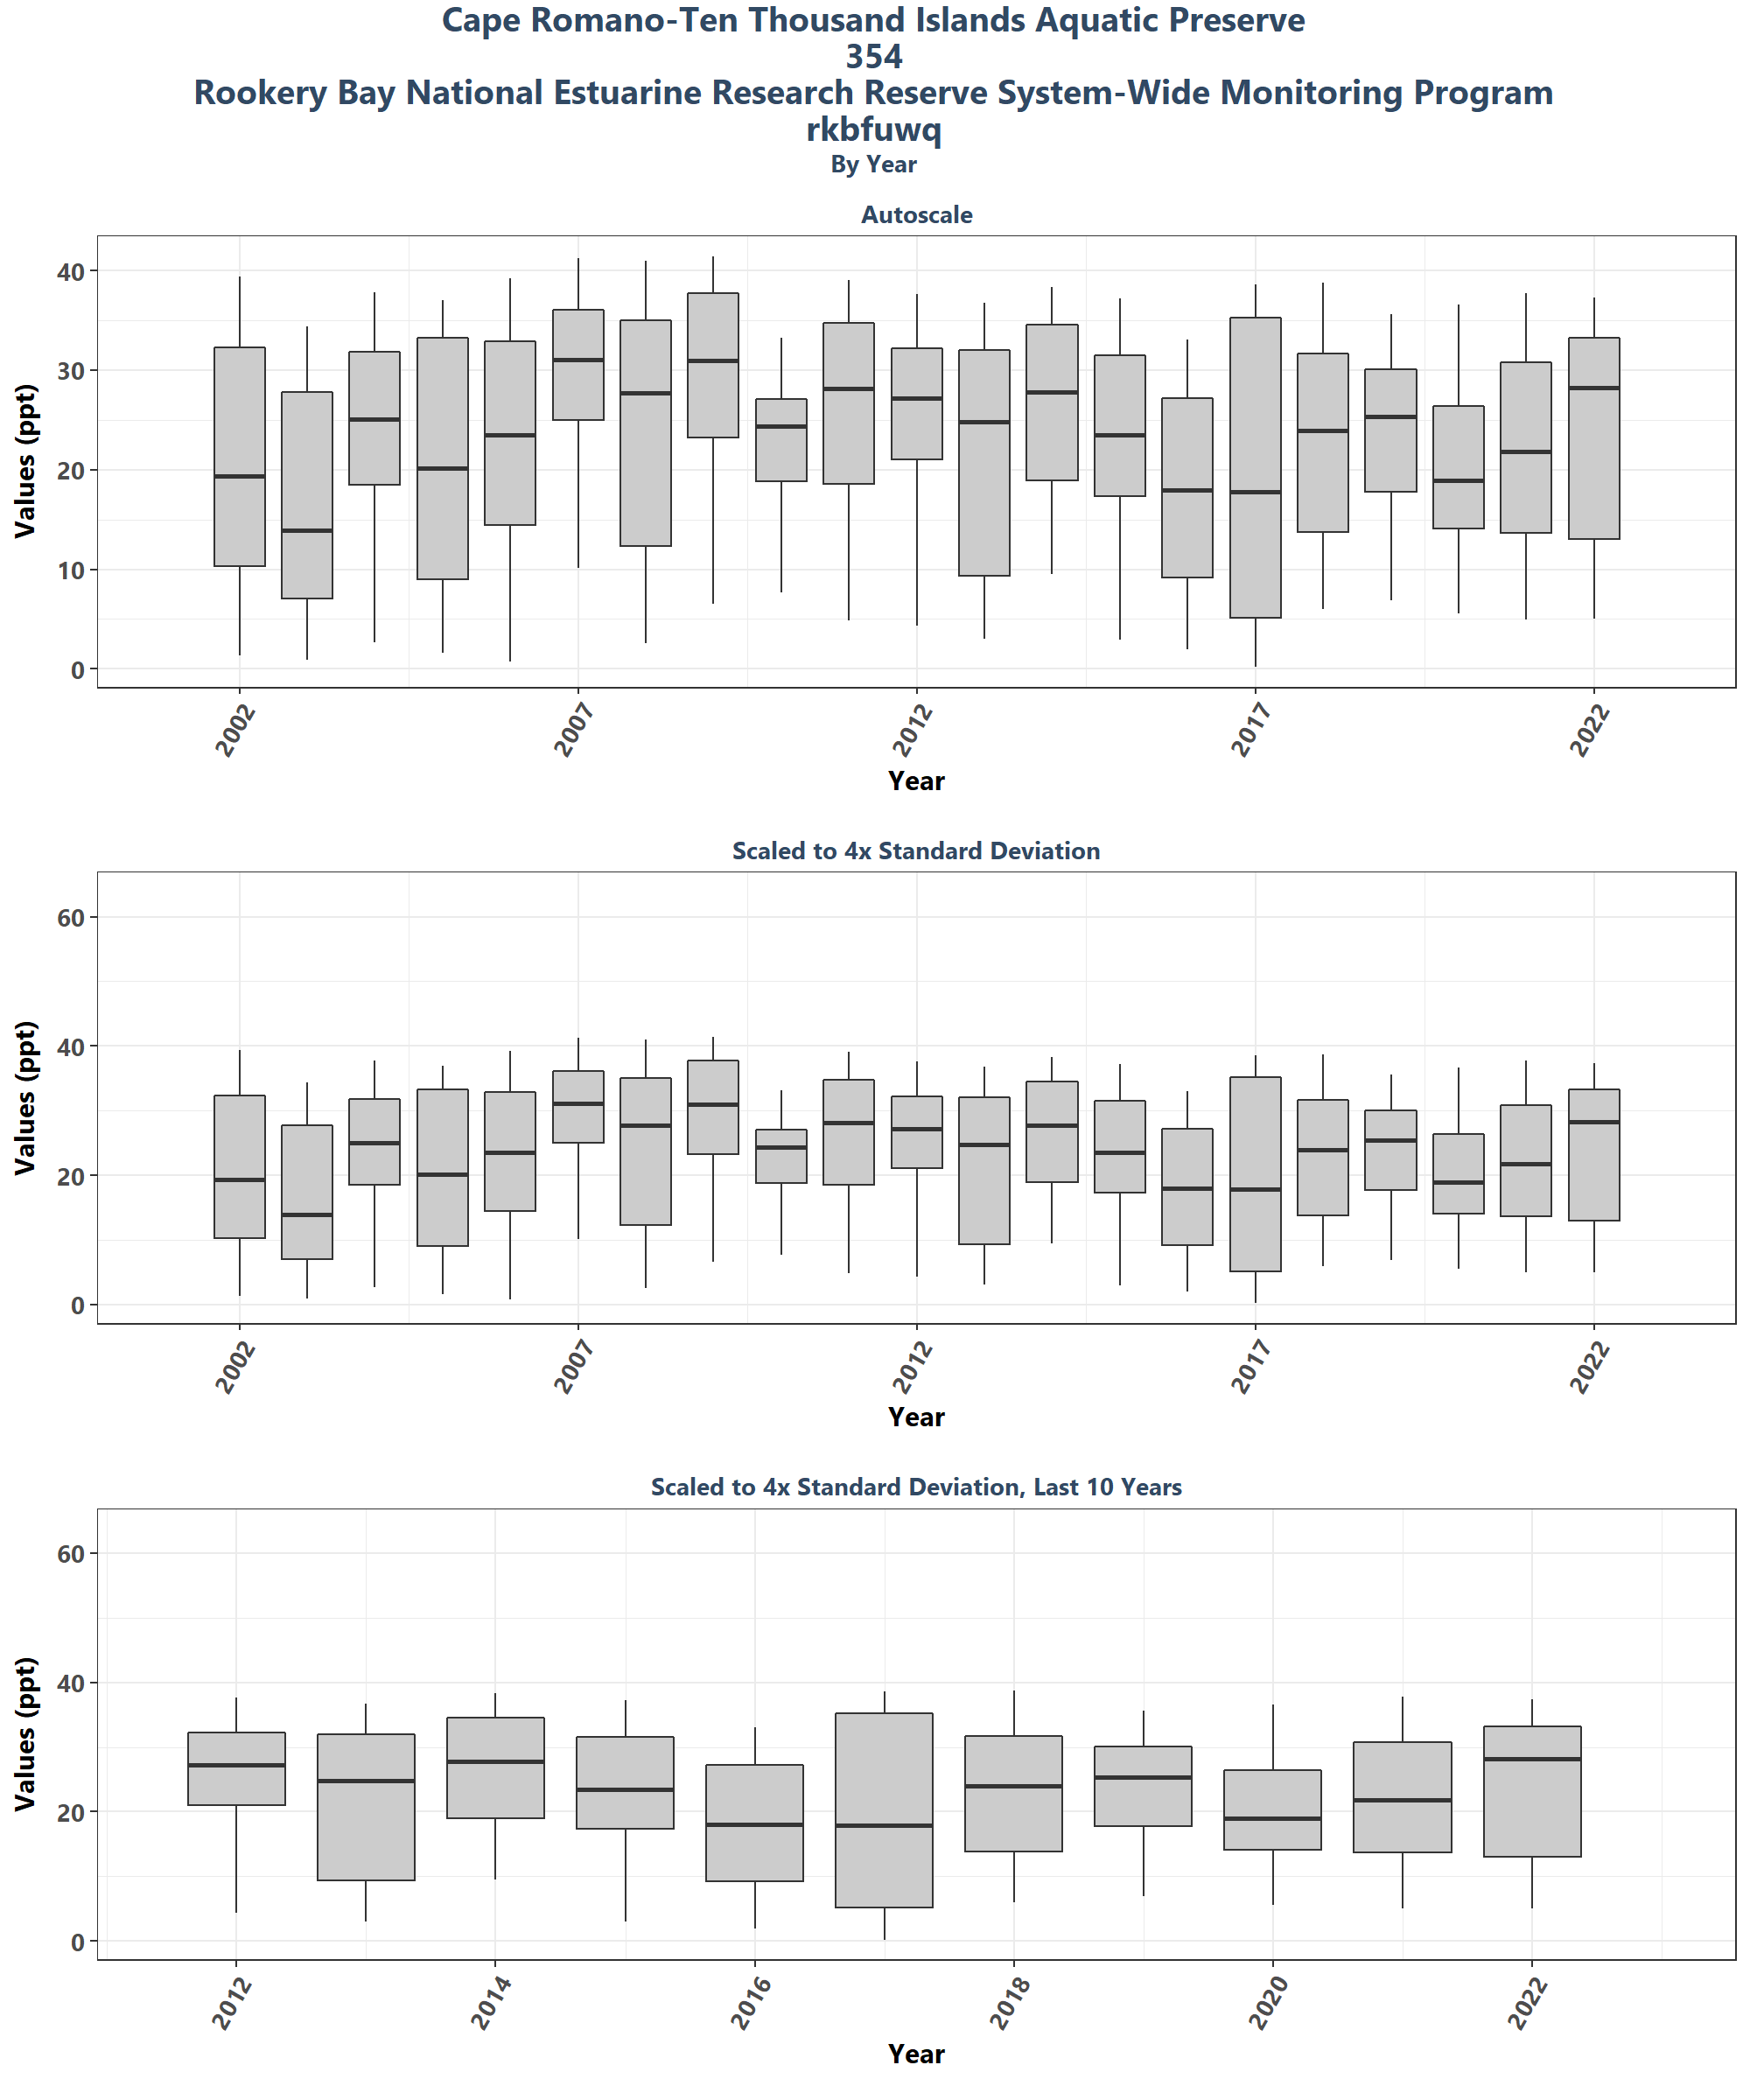 Cape Romano-Ten Thousand Islands Aquatic Preserve
354
Rookery Bay National Estuarine Research Reserve System-Wide Monitoring Program
rkbfuwq
By Year
Autoscale
Values (ppt)
40
30
20
10
0
2002
2007
2012
2017
2022
Year
Scaled to 4x Standard Deviation
Values (ppt)
60
40
20
0
2002
2007
2012
2017
2022
Year
Scaled to 4x Standard Deviation, Last 10 Years
Values (ppt)
60
40
20
0
2012
2014
2016
2018
2020
2022
Year